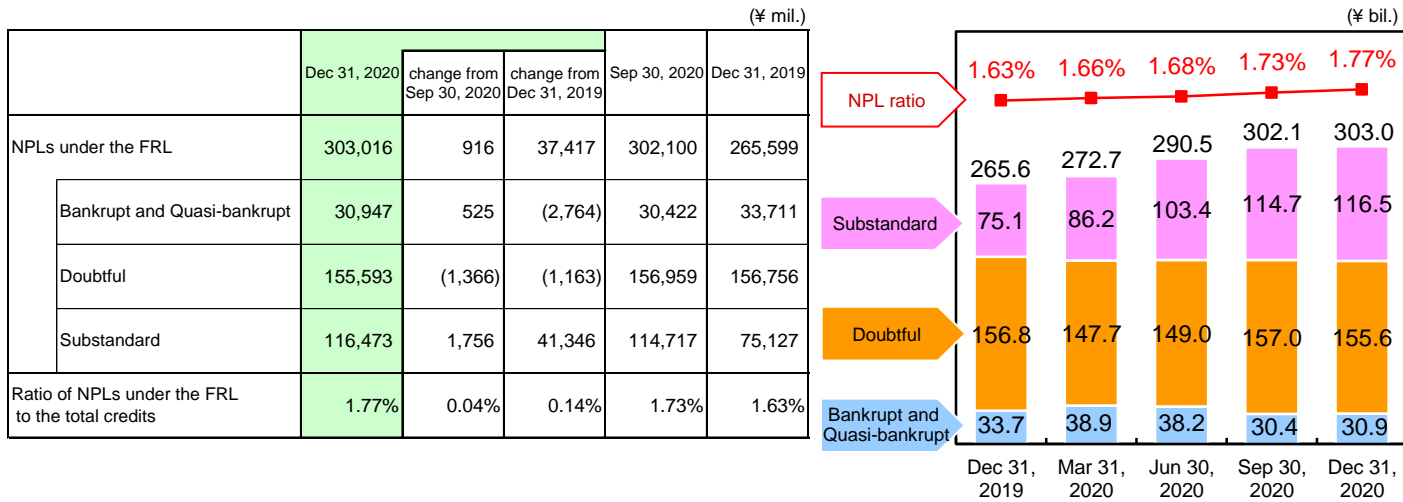 (¥ mil.)
Dec 31, 2020 change from Sep 30, 2020 change from Dec 31, 2019 Sep 30, 2020 Dec 31, 2019
NPLs under the FRL 303,016 916 37,417 302,100 265,599
Bankrupt and Quasi-bankrupt 30,947 525 (2,764) 30,422 33,711
Doubtful 155,593 (1,366) (1,163) 156,959 156,756
Substandard 116,473 1,756 41,346 114,717 75,127
Ratio of NPLs under the FRL
to the total credits 1.77% 0.04% 0.14% 1.73% 1.63%
(¥ bil.)
1.63% 1.66% 1.68% 1.73% 1.77%
NPL ratio
265.6 272.7 290.5 302.1 303.0
Substandard 75.1 86.2 103.4 114.7 116.5
Doubtful 156.8 147.7 149.0 157.0 155.6
Bankrupt and
Quasi-bankrupt 33.7 38.9 38.2 30.4 30.9
Dec 31, Mar 31, Jun 30, Sep 30, Dec 31,
2019 2020 2020 2020 2020